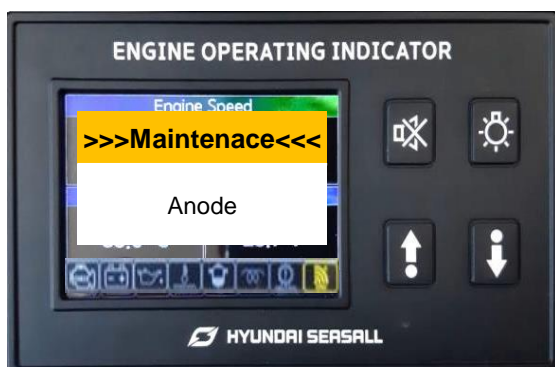 ENGINE OPERATING INDICATOR
Engine Speed
>>>Maintenace<<<
Anode
HYUNDAI SEASALL